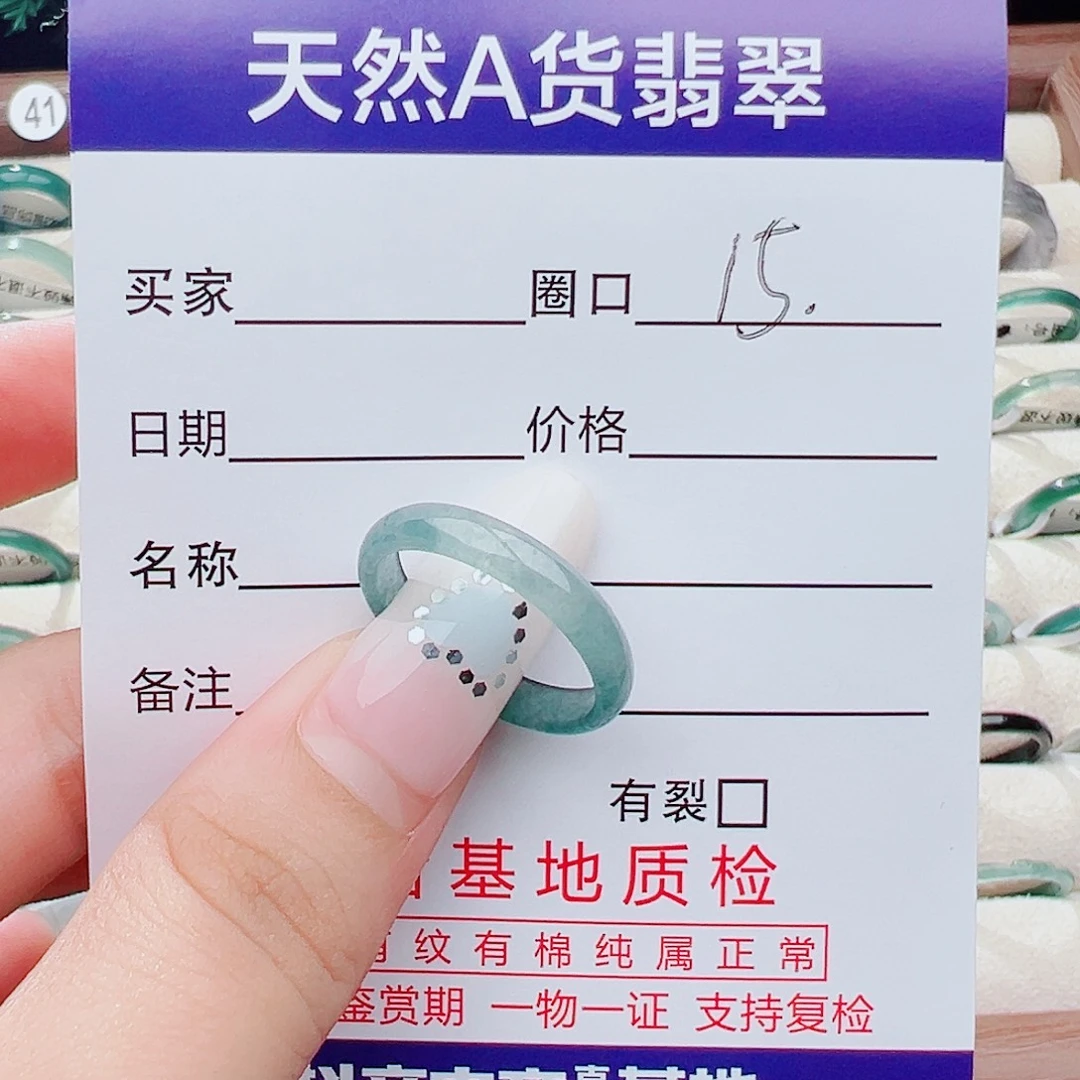 天然A货翡翠
41
买家 圈口 15.
日期 价格
名称
备注
有裂□
基地质检
纹有棉纯属正常
鉴赏期 一物一证 支持复检